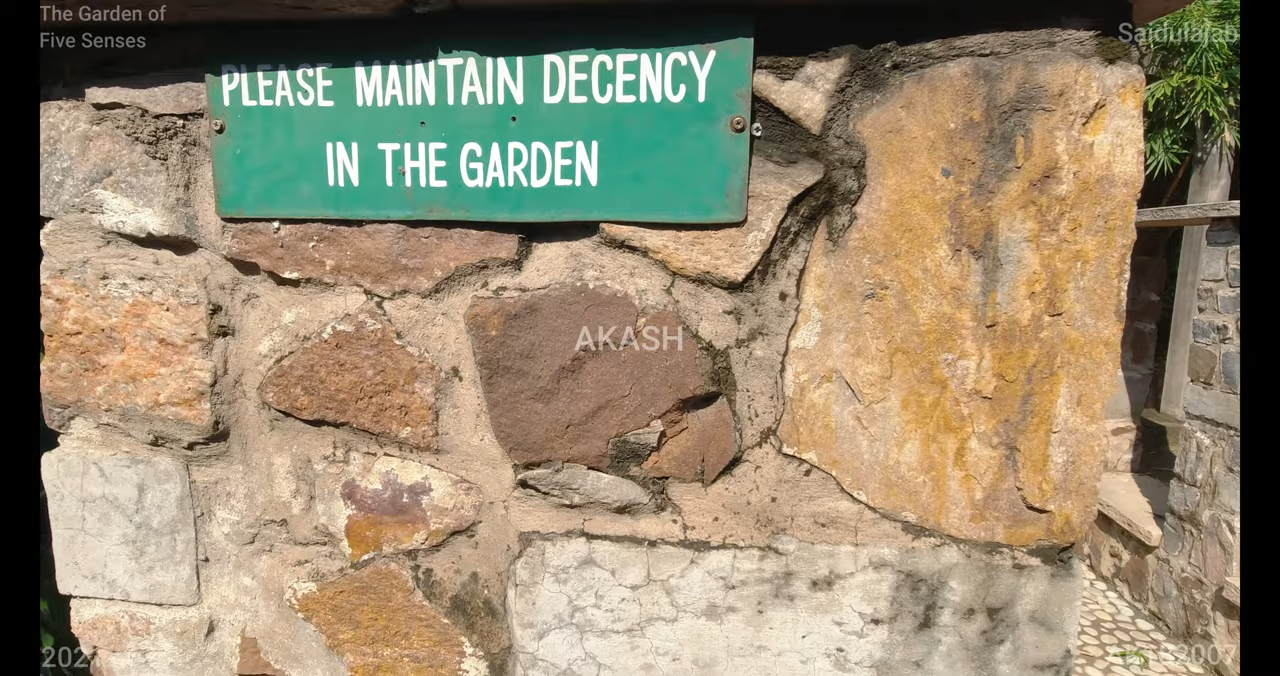 The Garden of
Five Senses
Saidulajab
PLEASE MAINTAIN DECENCY
IN THE GARDEN
AKASH